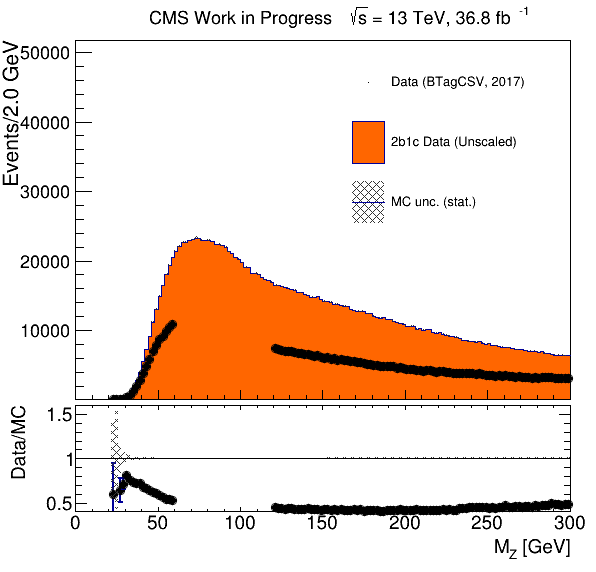 CMS Work in Progress √s = 13 TeV, 36.8 fb -1
Events/2.0 GeV
50000
40000
30000
20000
10000
Data (BTagCSV, 2017)
2b1c Data (Unscaled)
MC unc. (stat.)
Data/MC
1.5
1
0.5
0 50 100 150 200 250 300
M_Z [GeV]